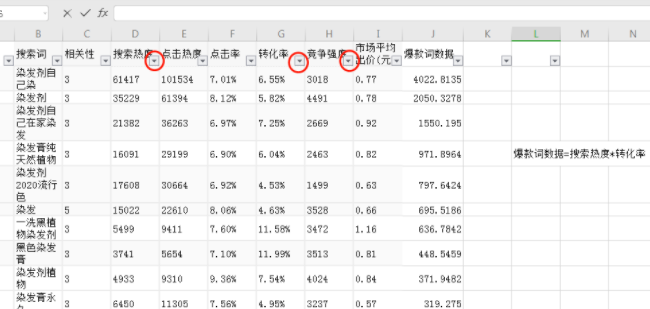 fx
B C D E F G H I J K L M N
搜索词 相关性 搜索热度 点击热度 点击率 转化率 竞争强度 市场平均出价(元 爆款词数据
染发剂自己染 3 61417 101534 7.01% 6.55% 3018 0.77 4022.8135
染发剂 3 35229 61394 8.12% 5.82% 4491 0.78 2050.3278
染发剂自己在家染发 3 21382 36263 6.97% 7.25% 2669 0.92 1550.195
染发膏纯天然植物 3 16091 29199 6.90% 6.04% 2463 0.82 971.8964 爆款词数据=搜索热度*转化率
染发剂2020流行色 3 17608 30664 6.92% 4.53% 1499 0.63 797.6424
染发 5 15022 22610 8.06% 4.63% 3528 0.66 695.5186
一洗黑植物染发剂 3 5499 9411 7.60% 11.58% 3472 1.16 636.7842
黑色染发膏 3 3741 5654 7.10% 11.99% 3513 0.81 448.5459
染发剂植物 3 4933 9310 9.36% 7.54% 4024 0.84 371.9482
染发膏永 3 6450 11305 7.56% 4.95% 3237 0.57 319.275